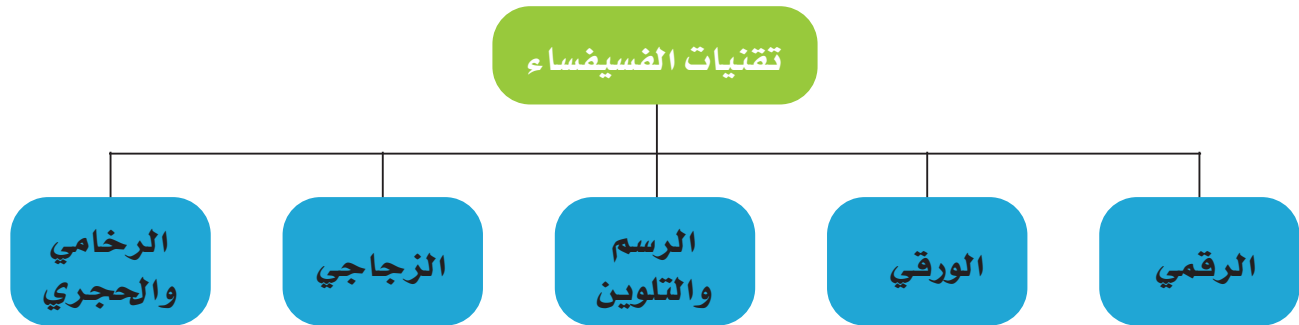 تقنيات الفسيفساء
الرقمي
الورقي
الرسم
والتلوين
الزجاجي
الرخامي
والحجري